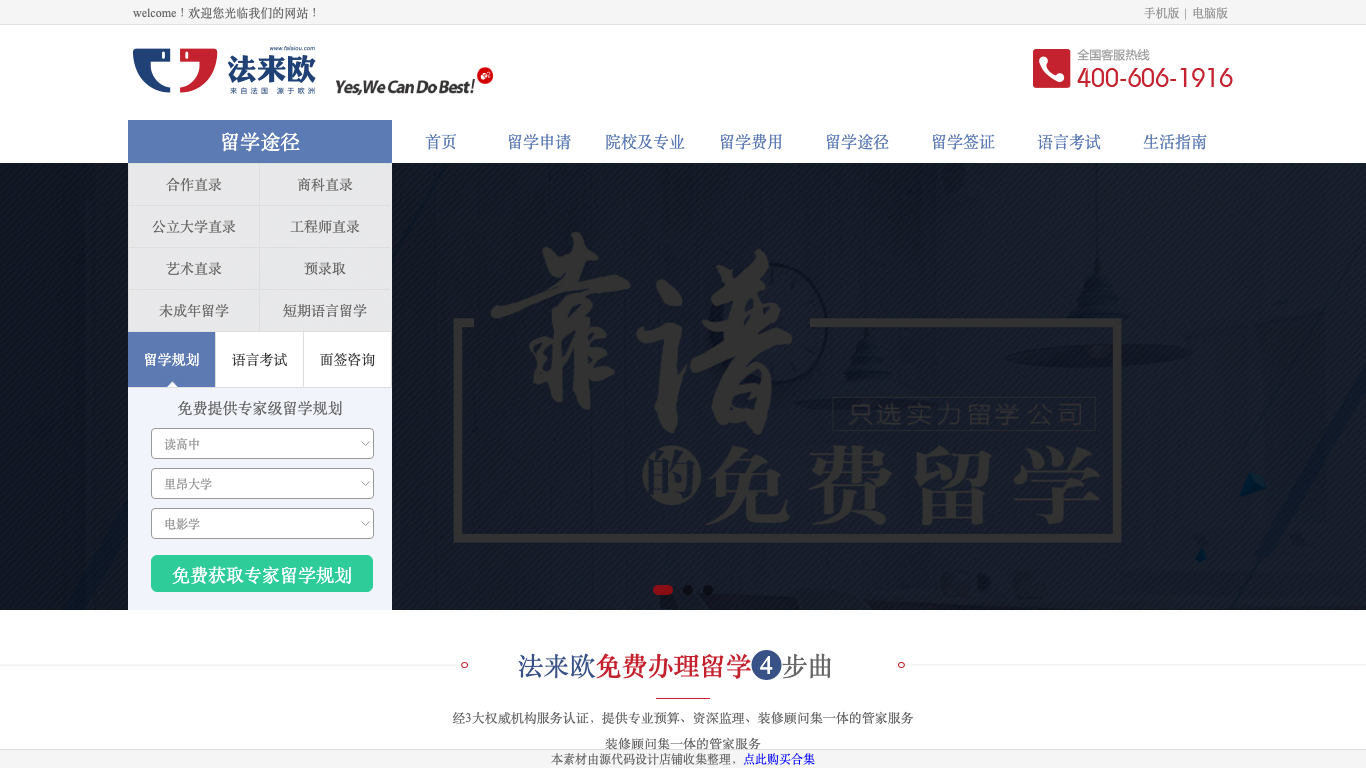 welcome！欢迎您光临我们的网站！
手机版 | 电脑版
www.falaiou.com
法来欧
来自法国 源于欧洲
Yes,We Can Do Best!
全国客服热线
400-606-1916
留学途径
首页 留学申请 院校及专业 留学费用 留学途径 留学签证 语言考试 生活指南
合作直录 商科直录
公立大学直录 工程师直录
艺术直录 预录取
未成年留学 短期语言留学
留学规划 语言考试 面签咨询
免费提供专家级留学规划
读高中
里昂大学
电影学
免费获取专家留学规划
靠谱
只选实力留学公司
的免费留学
法来欧免费办理留学4步曲
经3大权威机构服务认证，提供专业预算、资深监理、装修顾问集一体的管家服务
装修顾问集一体的管家服务
本素材由源代码设计店铺收集整理，点此购买合集